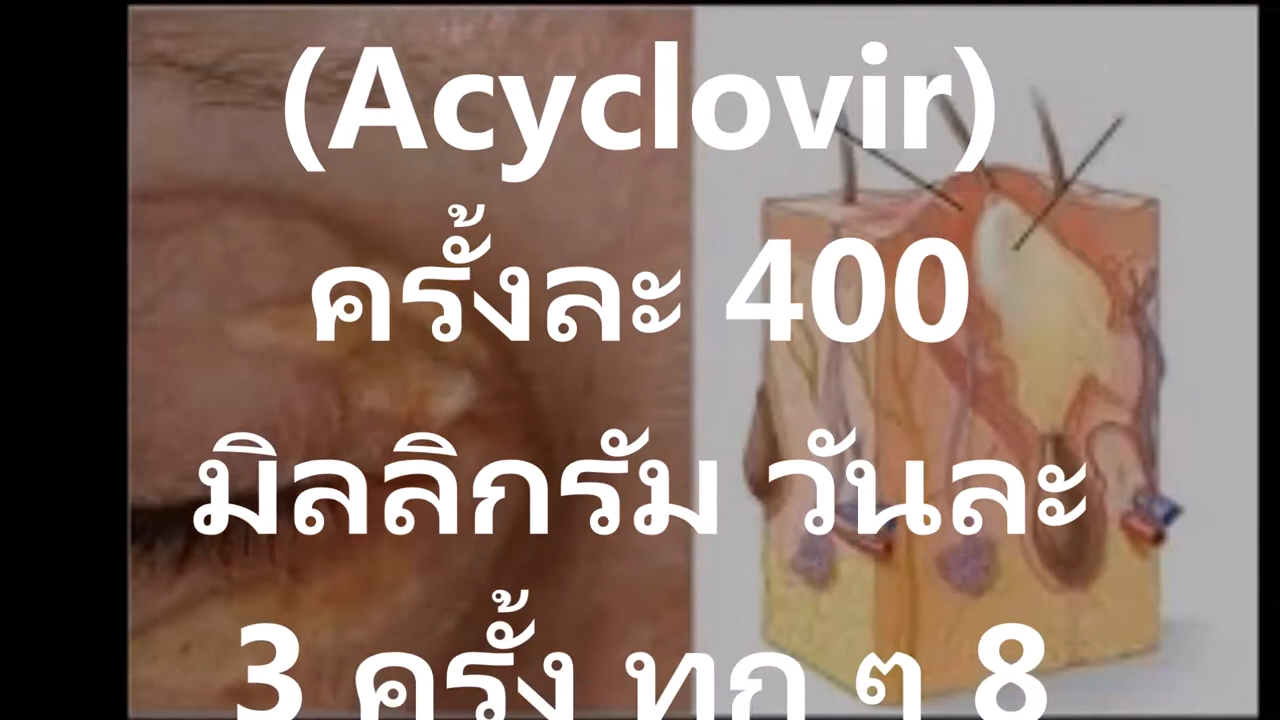 (Acyclovir)
ครั้งละ 400
มิลลิกรัม วันละ
3 ครั้ง ทุก ๆ 8